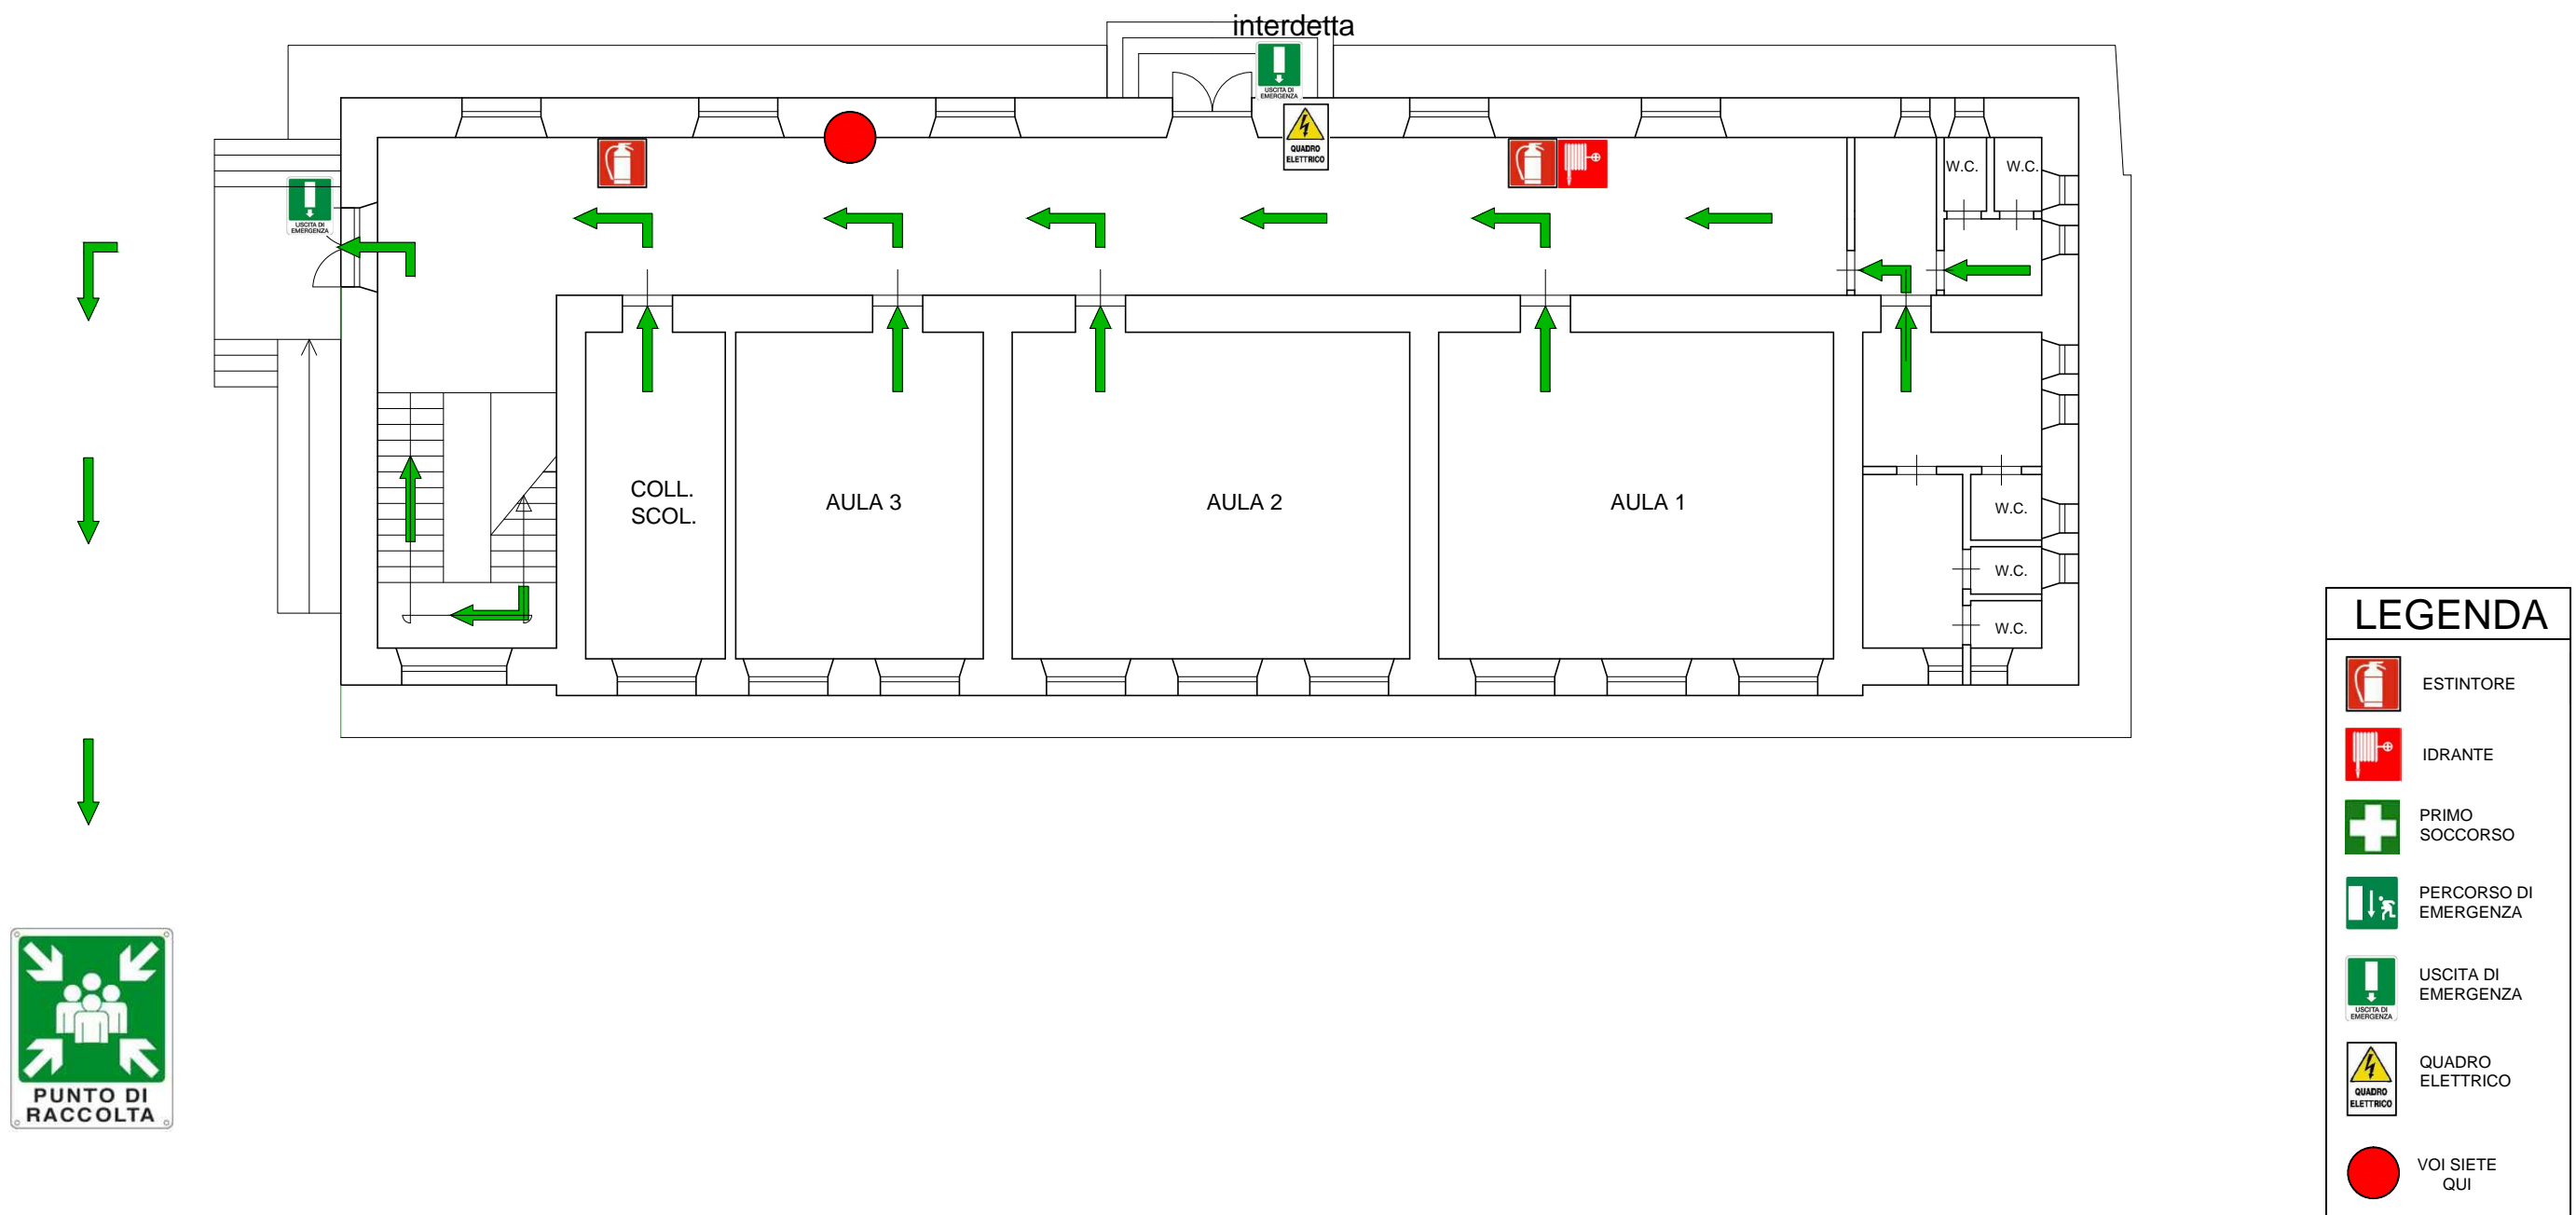 interdetta
USCITA DI
EMERGENZA
QUADRO
ELETTRICO
W.C.
W.C.
USCITA DI
EMERGENZA
COLL.
SCOL.
AULA 3
AULA 2
AULA 1
W.C.
W.C.
W.C.
PUNTO DI
RACCOLTA
LEGENDA
ESTINTORE
IDRANTE
PRIMO
SOCCORSO
PERCORSO DI
EMERGENZA
USCITA DI
EMERGENZA
USCITA DI
EMERGENZA
QUADRO
ELETTRICO
QUADRO
ELETTRICO
VOI SIETE
QUI